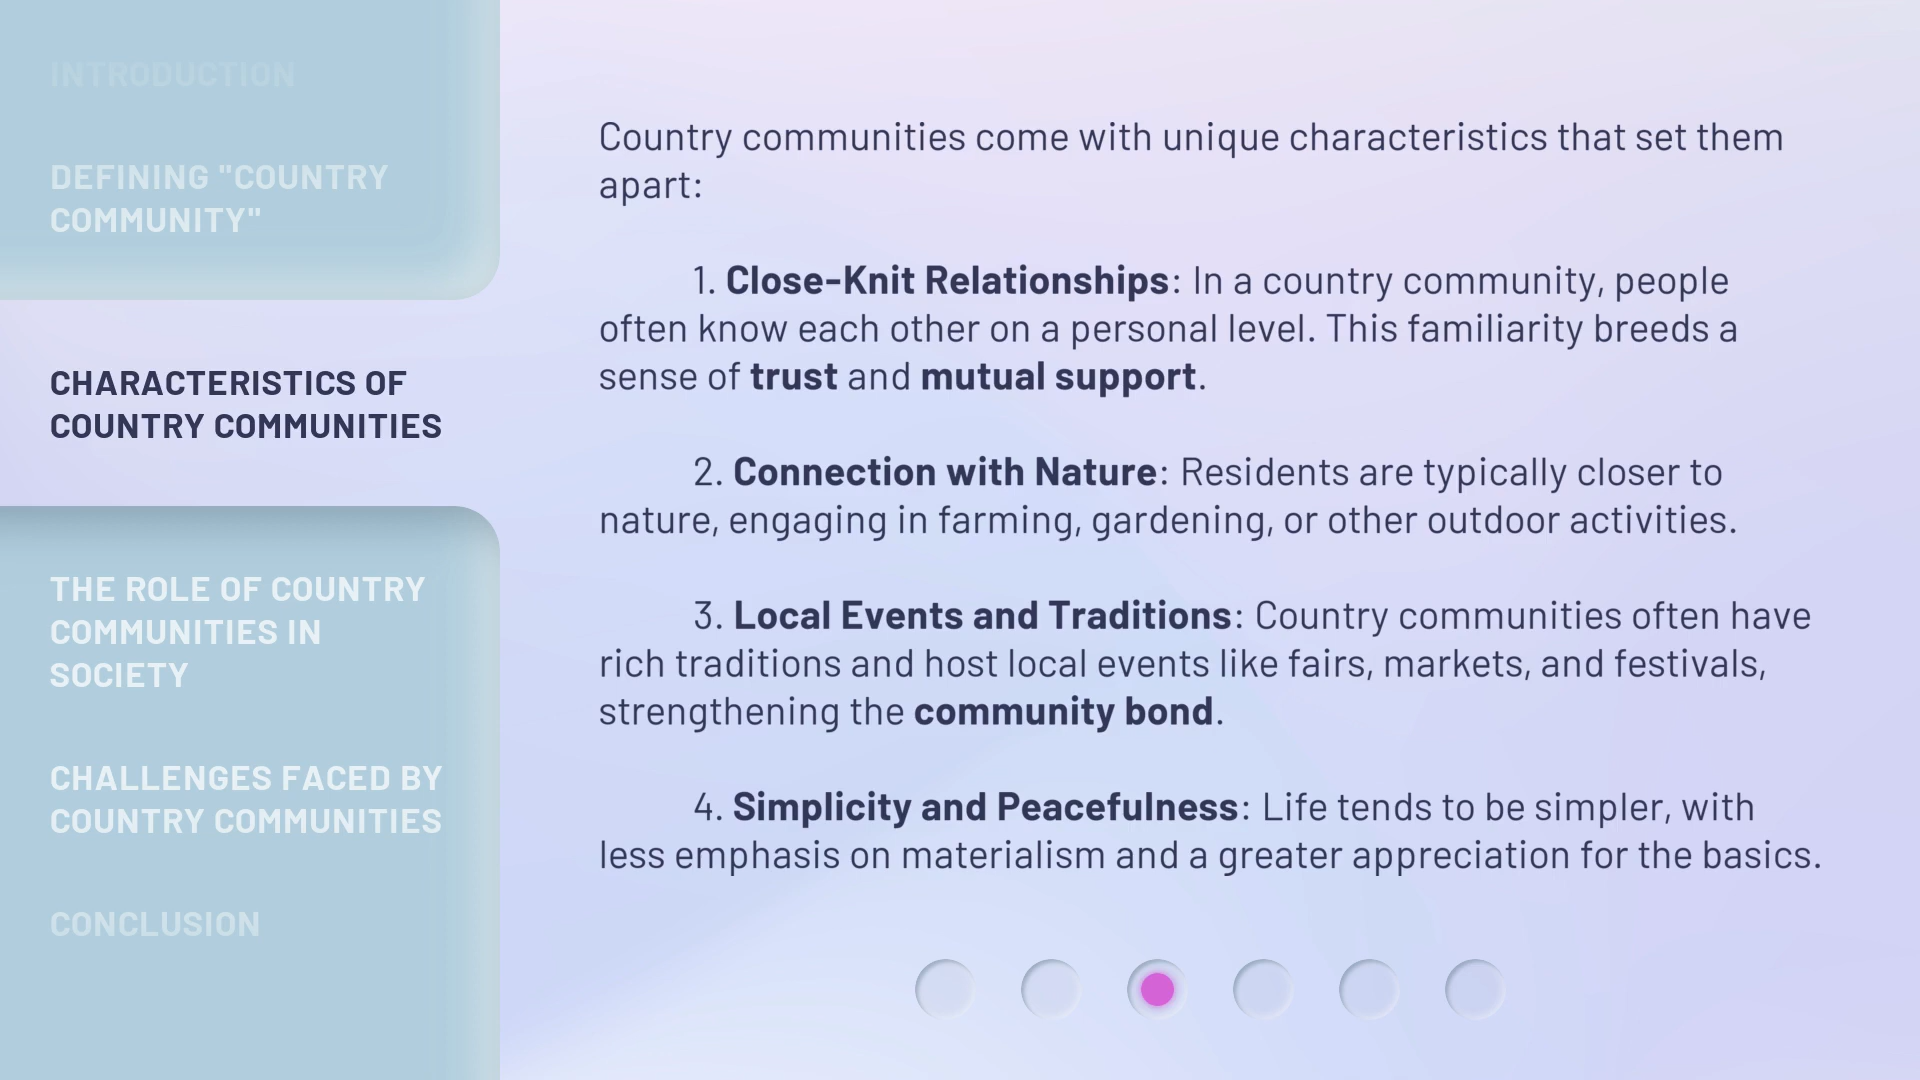 INTRODUCTION
DEFINING "COUNTRY
COMMUNITY"
CHARACTERISTICS OF
COUNTRY COMMUNITIES
THE ROLE OF COUNTRY
COMMUNITIES IN
SOCIETY
CHALLENGES FACED BY
COUNTRY COMMUNITIES
CONCLUSION
Country communities come with unique characteristics that set them
apart:
1. Close-Knit Relationships: In a country community, people
often know each other on a personal level. This familiarity breeds a
sense of trust and mutual support.
2. Connection with Nature: Residents are typically closer to
nature, engaging in farming, gardening, or other outdoor activities.
3. Local Events and Traditions: Country communities often have
rich traditions and host local events like fairs, markets, and festivals,
strengthening the community bond.
4. Simplicity and Peacefulness: Life tends to be simpler, with
less emphasis on materialism and a greater appreciation for the basics.